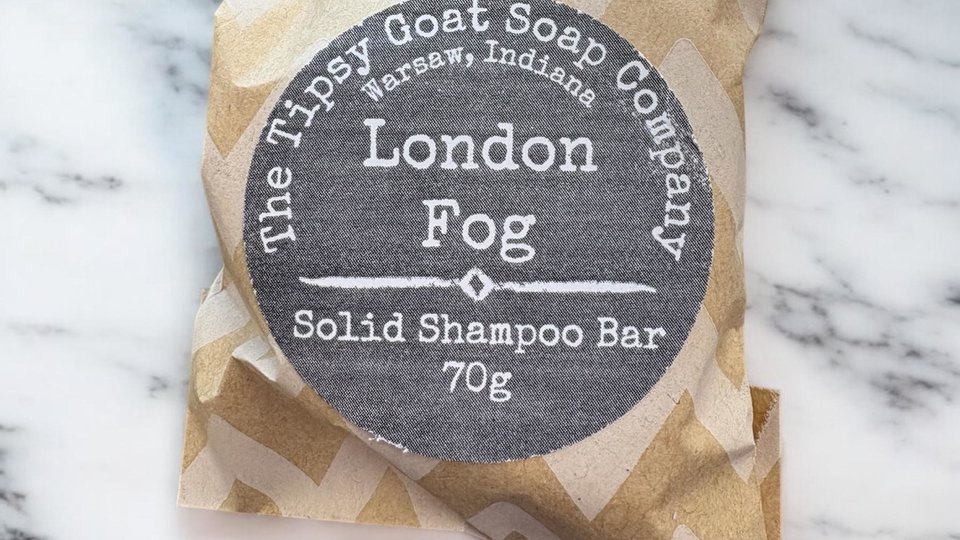 The Tipsy Goat Soap Company
Warsaw, Indiana
London
Fog
Solid Shampoo Bar
70g